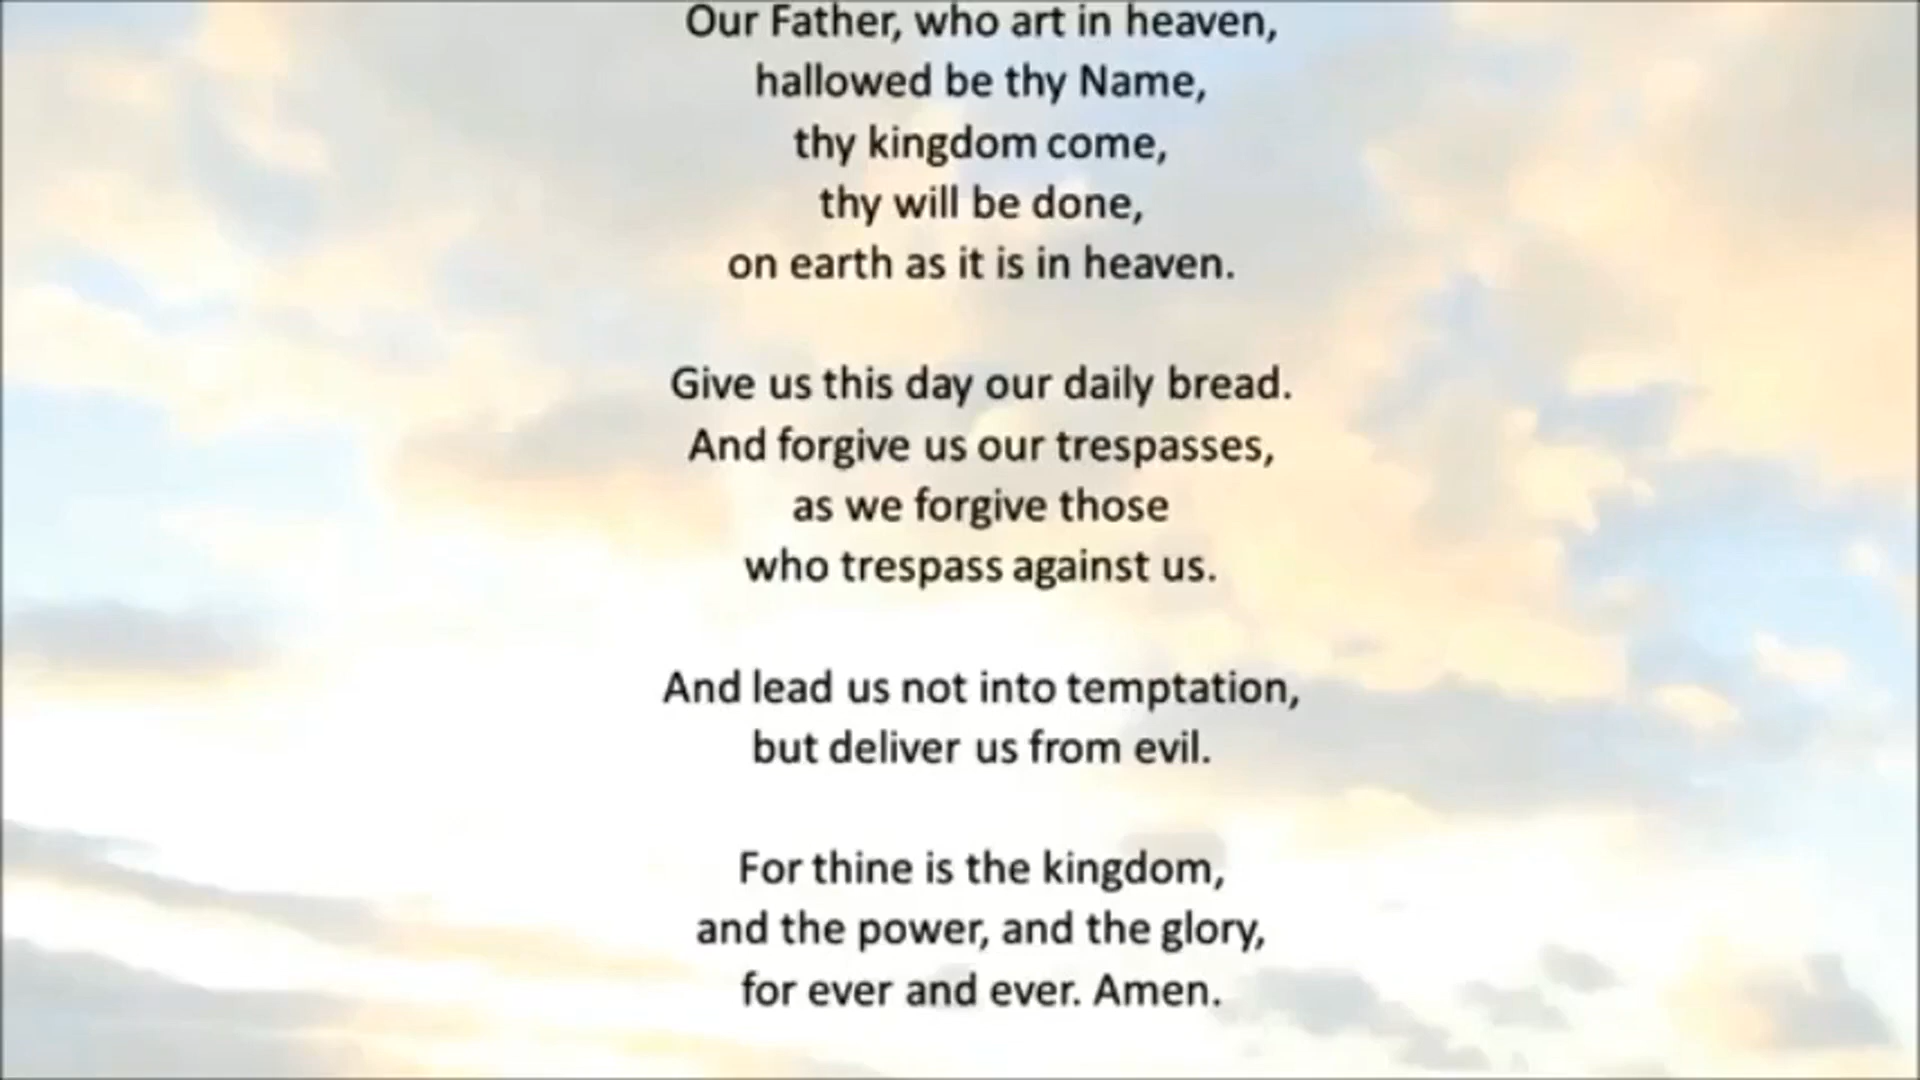 Our Father, who art in heaven,
hallowed be thy Name,
thy kingdom come,
thy will be done,
on earth as it is in heaven.
Give us this day our daily bread.
And forgive us our trespasses,
as we forgive those
who trespass against us.
And lead us not into temptation,
but deliver us from evil.
For thine is the kingdom,
and the power, and the glory,
for ever and ever. Amen.